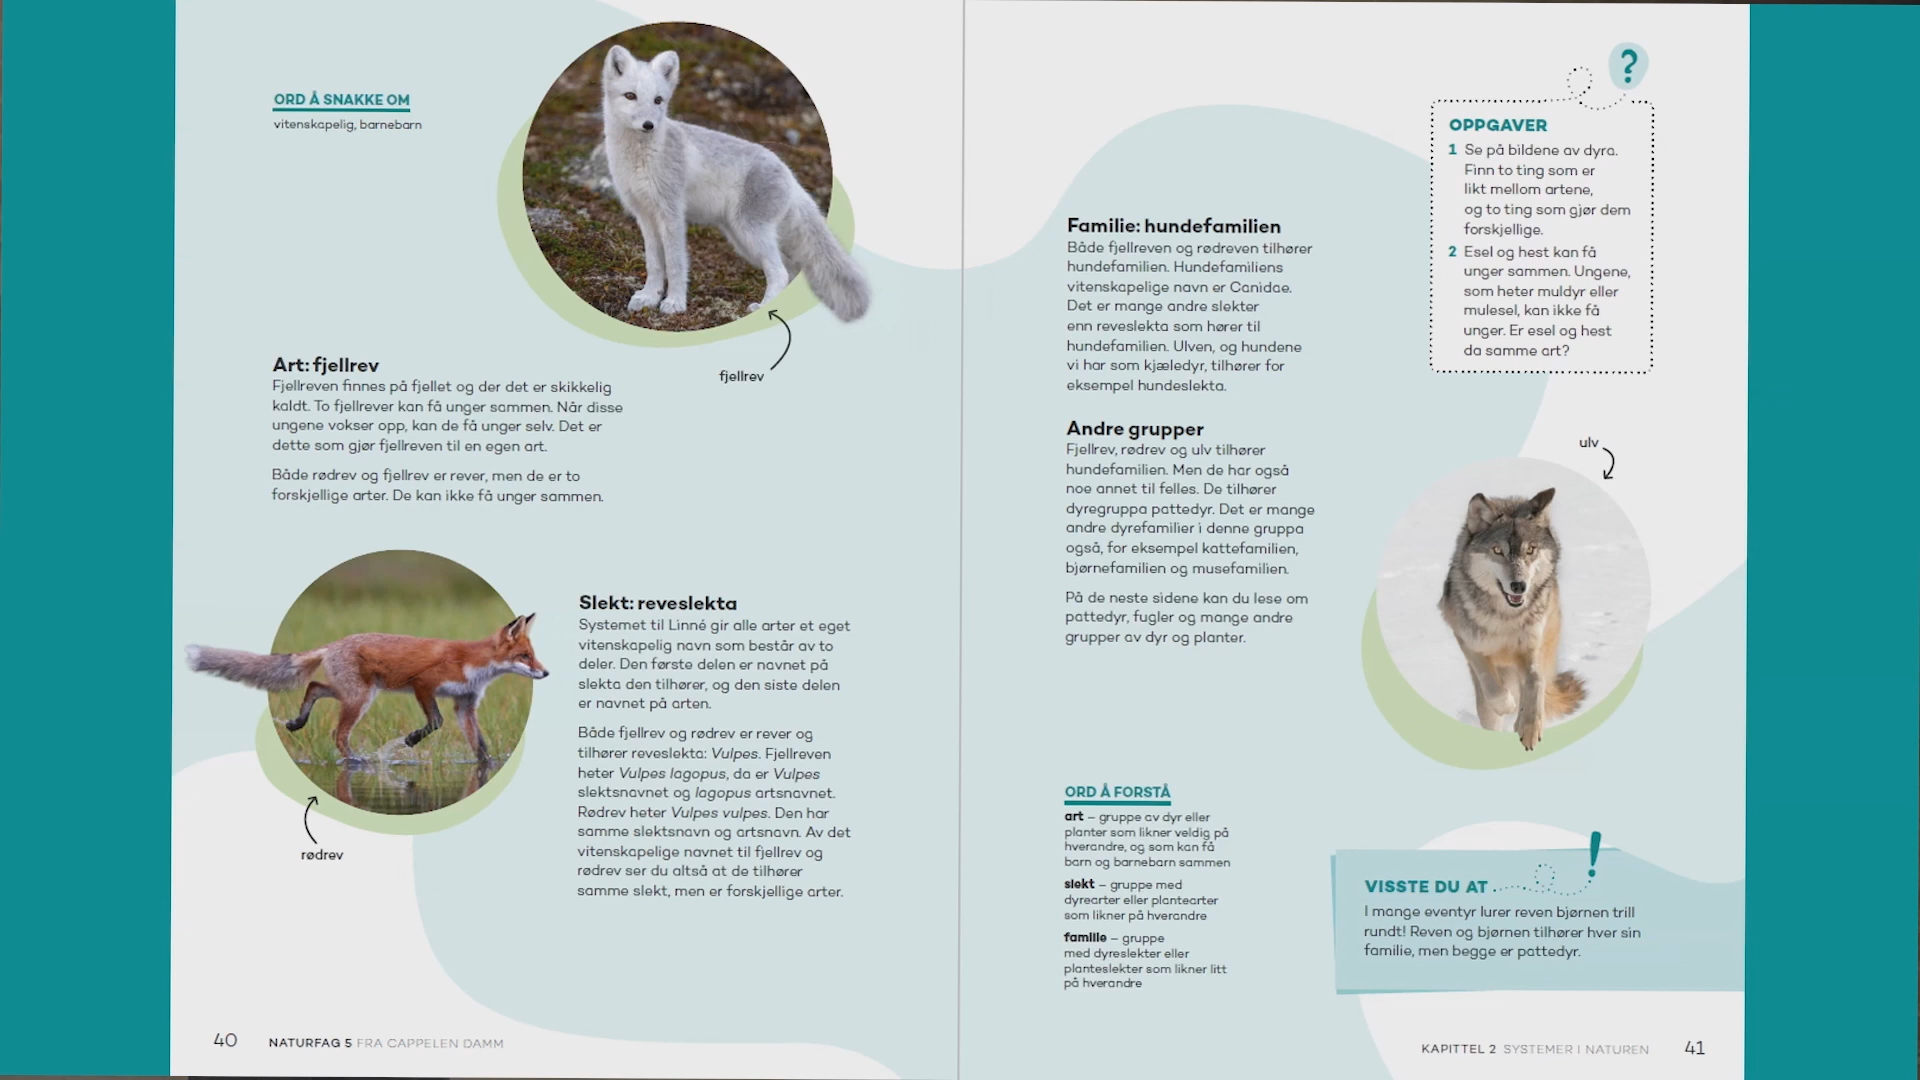 ORD Å SNAKKE OM
vitenskapelig, barnebarn
fjellrev
Art: fjellrev
Fjellreven finnes på fjellet og der det er skikkelig
kaldt. To fjellrever kan få unger sammen. Når disse
ungene vokser opp, kan de få unger selv. Det er
dette som gjør fjellreven til en egen art.
Både rødrev og fjellrev er rever, men de er to
forskjellige arter. De kan ikke få unger sammen.
rødrev
Slekt: reveslekta
Systemet til Linné gir alle arter et eget
vitenskapelig navn som består av to
deler. Den første delen er navnet på
slekta den tilhører, og den siste delen
er navnet på arten.
Både fjellrev og rødrev er rever og
tilhører reveslekta: Vulpes. Fjellreven
heter Vulpes lagopus, da er Vulpes
slektsnavnet og lagopus artsnavnet.
Rødrev heter Vulpes vulpes. Den har
samme slektsnavn og artsnavn. Av det
vitenskapelige navnet til fjellrev og
rødrev ser du altså at de tilhører
samme slekt, men er forskjellige arter.
40 NATURFAG 5 FRA CAPPELEN DAMM
Familie: hundefamilien
Både fjellreven og rødreven tilhører
hundefamilien. Hundefamiliens
vitenskapelige navn er Canidae.
Det er mange andre slekter
enn reveslekta som hører til
hundefamilien. Ulven, og hundene
vi har som kjæledyr, tilhører for
eksempel hundeslekta.
Andre grupper
Fjellrev, rødrev og ulv tilhører
hundefamilien. Men de har også
noe annet til felles. De tilhører
dyregruppa pattedyr. Det er mange
andre dyrefamilier i denne gruppa
også, for eksempel kattefamilien,
bjørnefamilien og musefamilien.
På de neste sidene kan du lese om
pattedyr, fugler og mange andre
grupper av dyr og planter.
ORD Å FORSTÅ
art – gruppe av dyr eller
planter som likner veldig på
hverandre, og som kan få
barn og barnebarn sammen
slekt – gruppe med
dyrearter eller plantearter
som likner på hverandre
familie – gruppe
med dyreslekter eller
planteslekter som likner litt
på hverandre
?
OPPGAVER
1 Se på bildene av dyra.
Finn to ting som er
likt mellom artene,
og to ting som gjør dem
forskjellige.
2 Esel og hest kan få
unger sammen. Ungene,
som heter muldyr eller
mulesel, kan ikke få
unger. Er esel og hest
da samme art?
ulv
VISSTE DU AT !
I mange eventyr lurer reven bjørnen trill
rundt! Reven og bjørnen tilhører hver sin
familie, men begge er pattedyr.
KAPITTEL 2 SYSTEMER I NATUREN 41